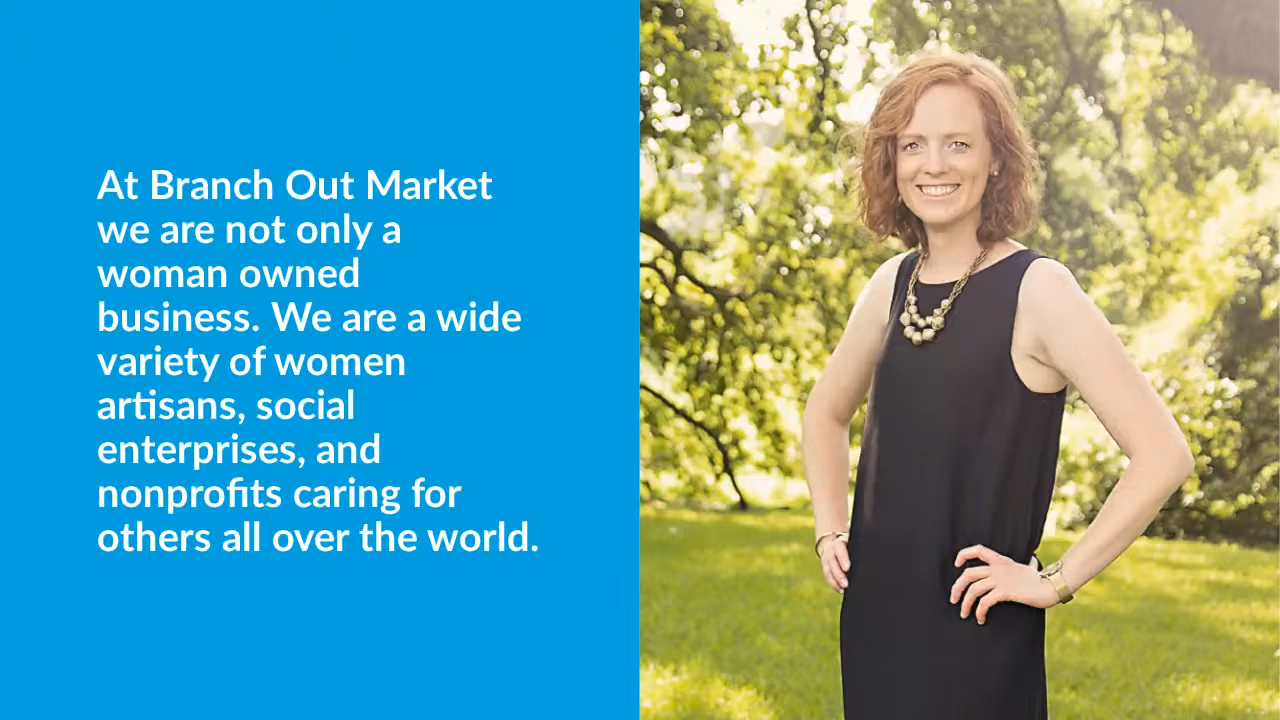 At Branch Out Market
we are not only a
woman owned
business. We are a wide
variety of women
artisans, social
enterprises, and
nonprofits caring for
others all over the world.